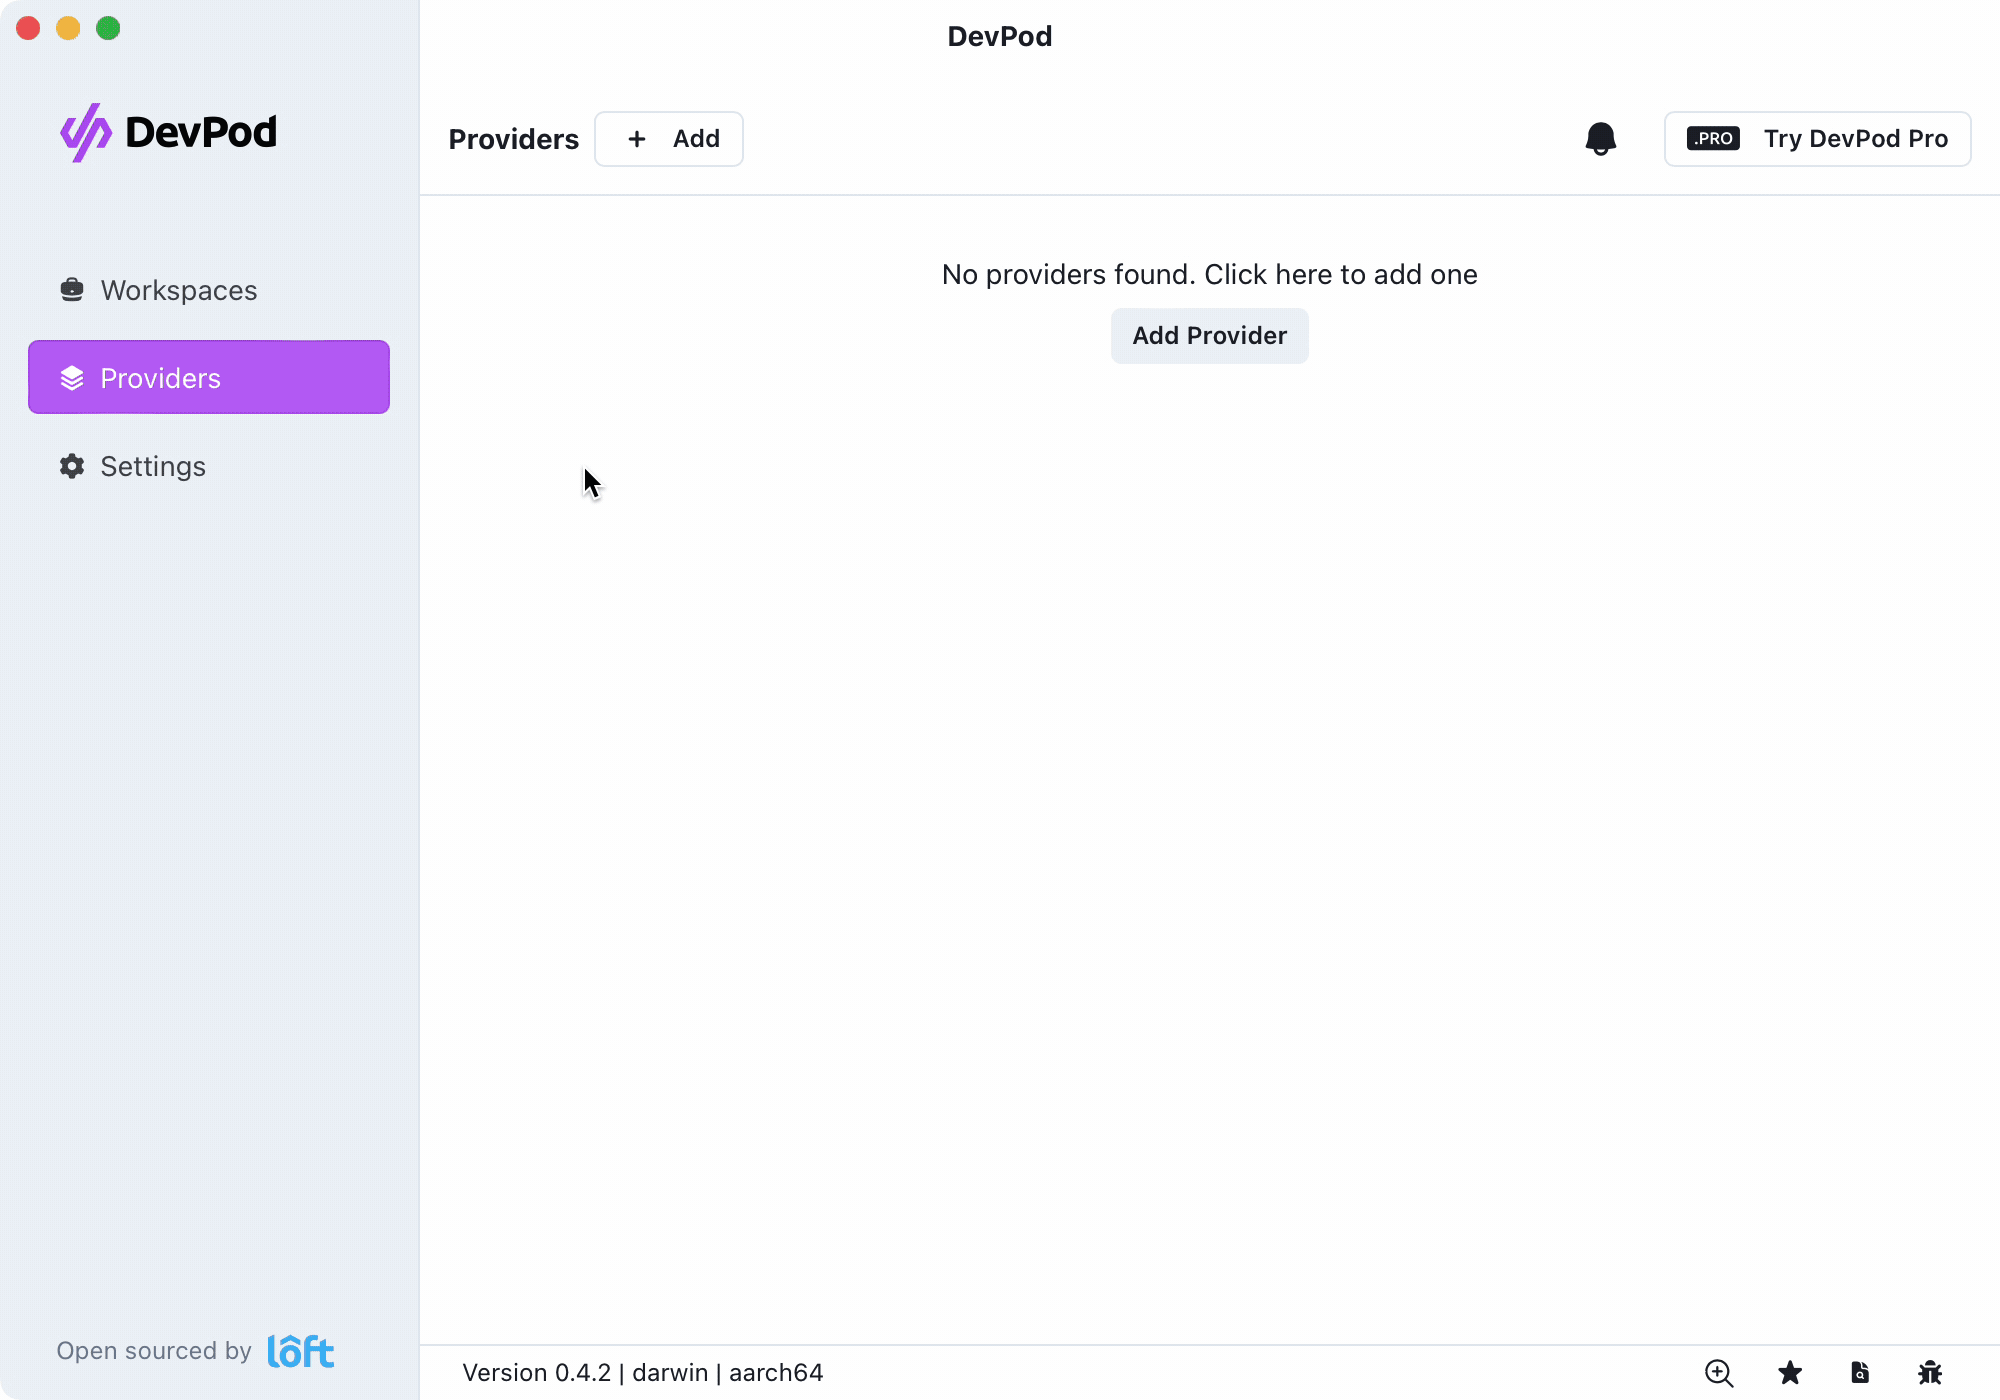 DevPod
DevPod
Providers
Add
.PRO Try DevPod Pro
Workspaces
Providers
Settings
No providers found. Click here to add one
Add Provider
Open sourced by loft
Version 0.4.2 | darwin | aarch64